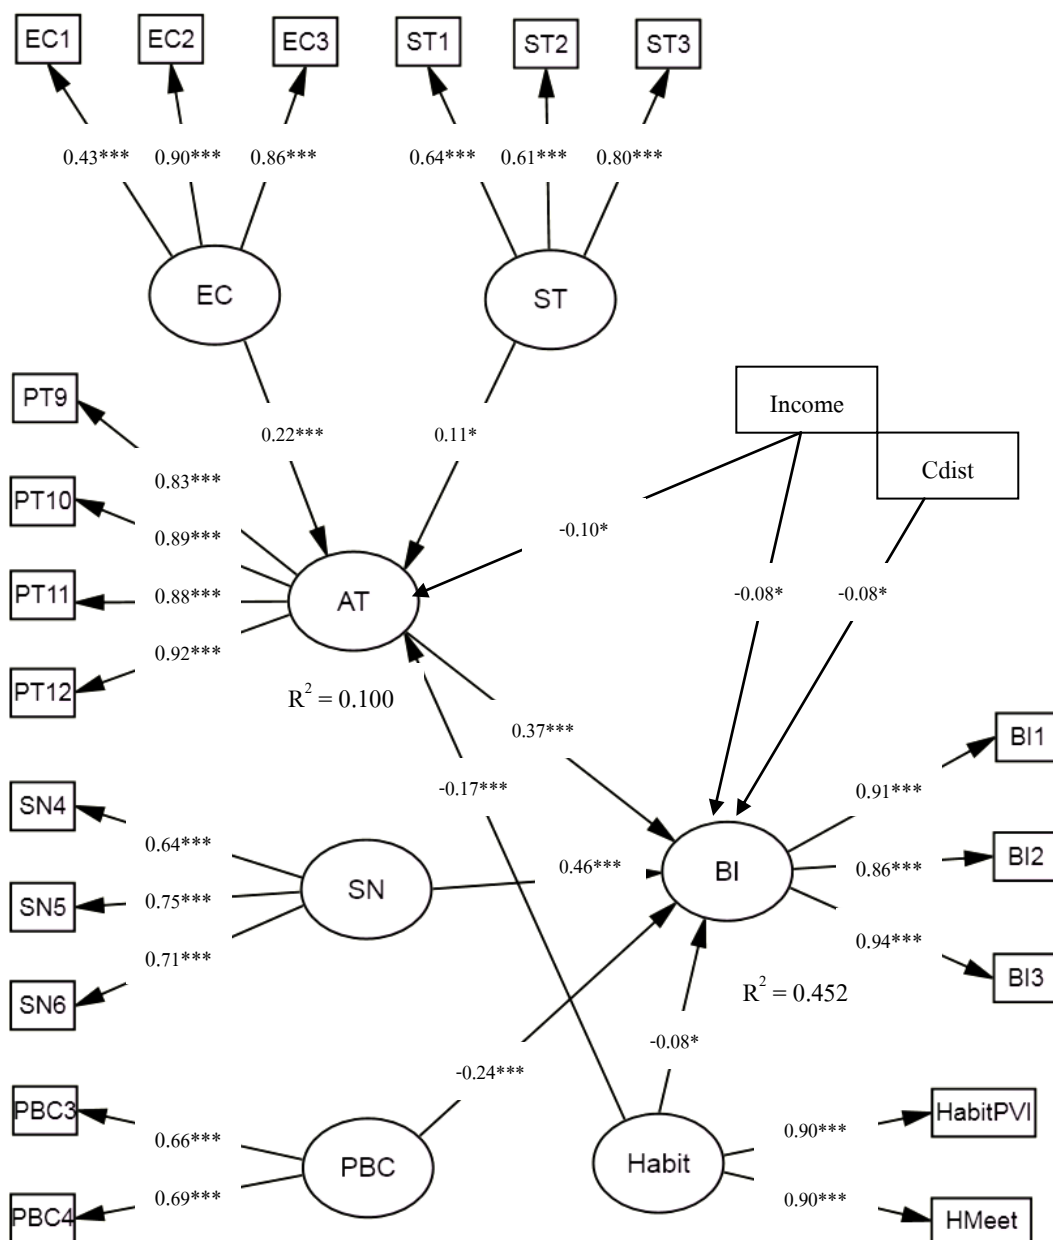 EC1 EC2 EC3 ST1 ST2 ST3
0.43*** 0.90*** 0.86*** 0.64*** 0.61*** 0.80***
EC ST
PT9
Income
0.22*** 0.11*
Cdist
0.83***
PT10
0.89***
-0.10*
PT11 0.88*** AT -0.08* -0.08*
0.92***
PT12
R² = 0.100
0.37***
BI1
-0.17***
0.91***
SN4
0.64***
SN 0.46*** BI 0.86*** BI2
SN5 0.75***
0.94***
0.71***
BI3
R² = 0.452
SN6
-0.08*
-0.24***
PBC3
HabitPVI
0.66*** 0.90***
PBC Habit
0.69*** 0.90***
PBC4 HMeet